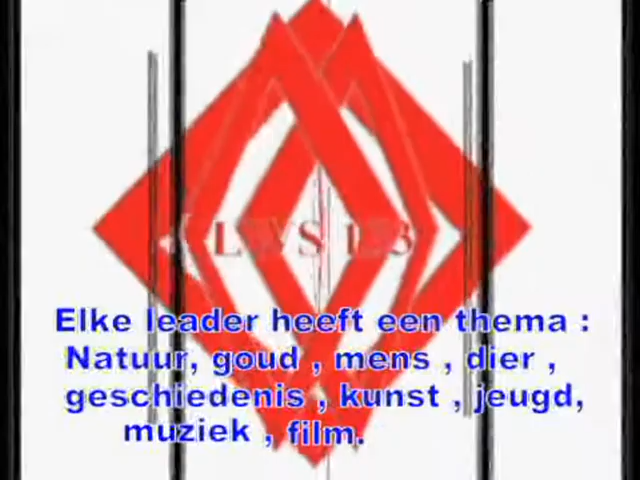 Elke leader heeft een thema :
Natuur, goud , mens , dier ,
geschiedenis , kunst , jeugd,
muziek , film.